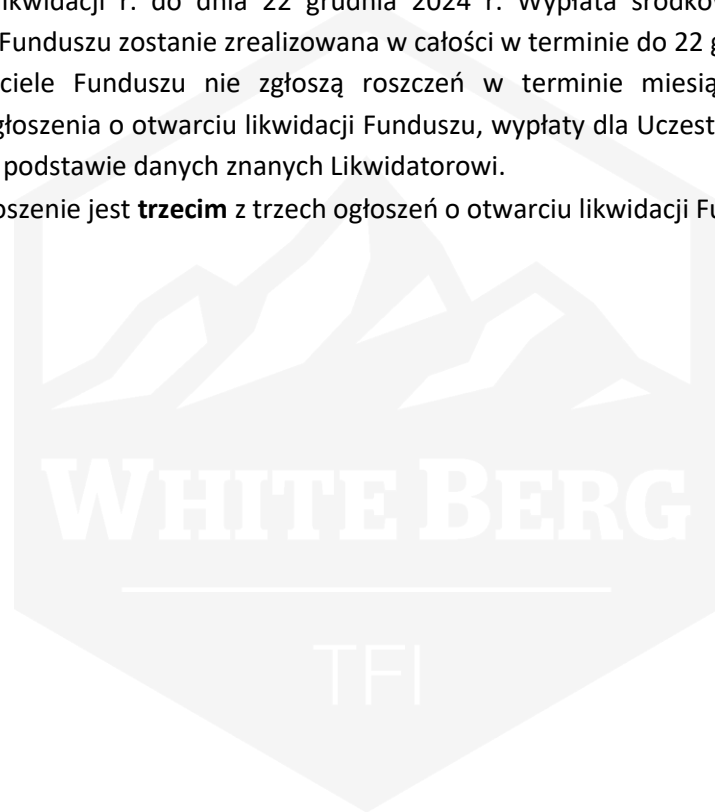 likwidacji r. do dnia 22 grudnia 2024 r. Wypłata środków
Funduszu zostanie zrealizowana w całości w terminie do 22 g
ciele Funduszu nie zgłoszą roszczeń w terminie miesią
głoszenia o otwarciu likwidacji Funduszu, wypłaty dla Uczest
podstawie danych znanych Likwidatorowi.
oszenie jest trzecim z trzech ogłoszeń o otwarciu likwidacji Fu
WHITE BERG
TFI